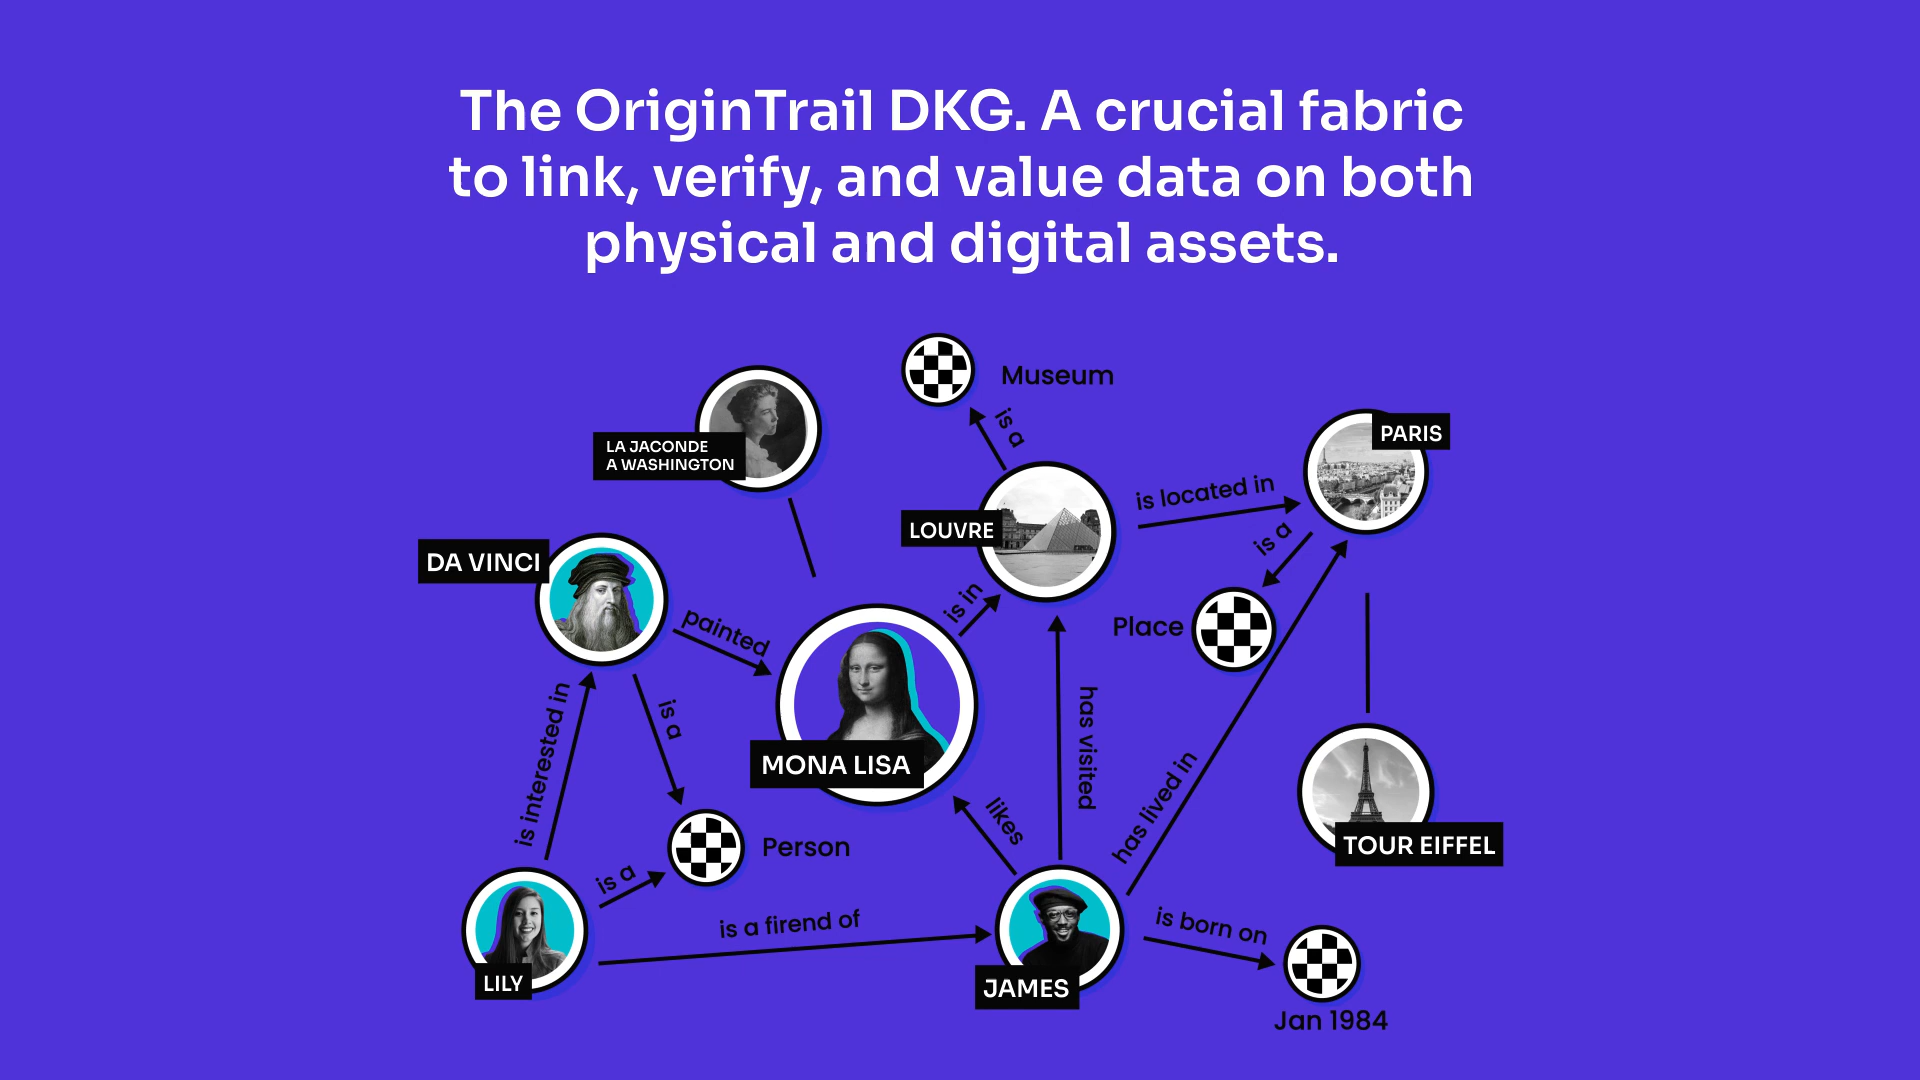 The OriginTrail DKG. A crucial fabric
to link, verify, and value data on both
physical and digital assets.
Museum
is a
LA JACONDE
A WASHINGTON
PARIS
is located in
LOUVRE
is a
DA VINCI
is in
Place
painted
is interested in
is a
has visited
MONA LISA
has lived in
likes
Person
TOUR EIFFEL
is a
is a firend of
is born on
LILY
JAMES
Jan 1984